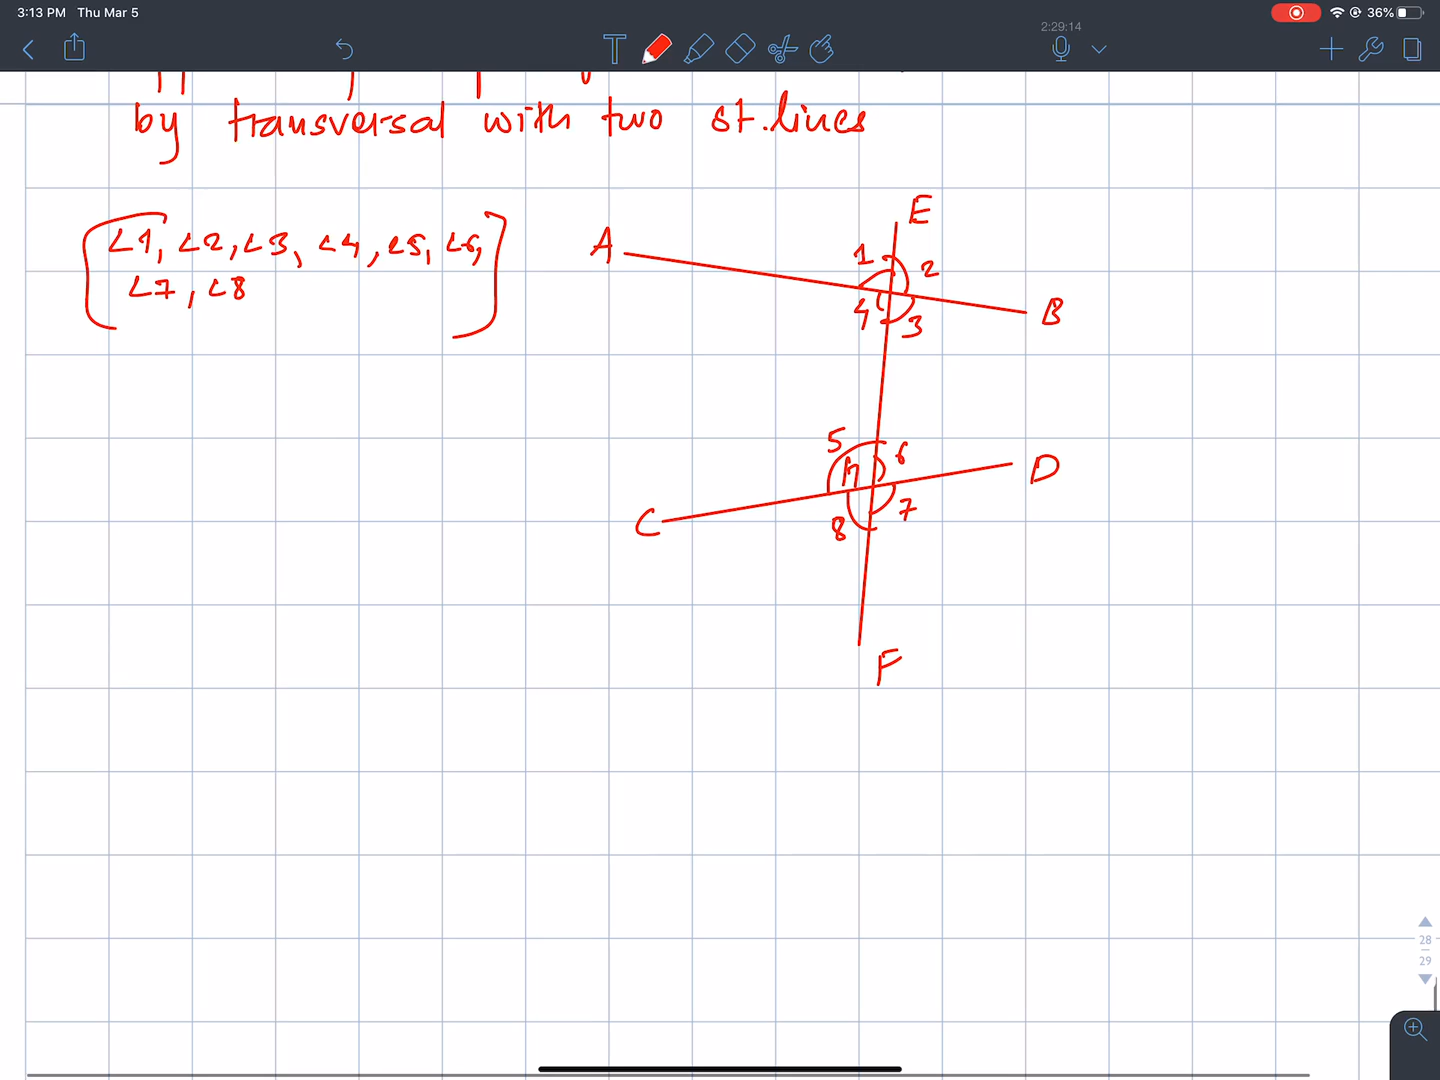 3:13 PM Thu Mar 5
36%
2:29:14
by transversal with two st.lines
∠1, ∠2, ∠3, ∠4, ∠5, ∠6,
∠7, ∠8
E
A
1
2
4
3
B
5
6
D
C
7
8
F
28
29